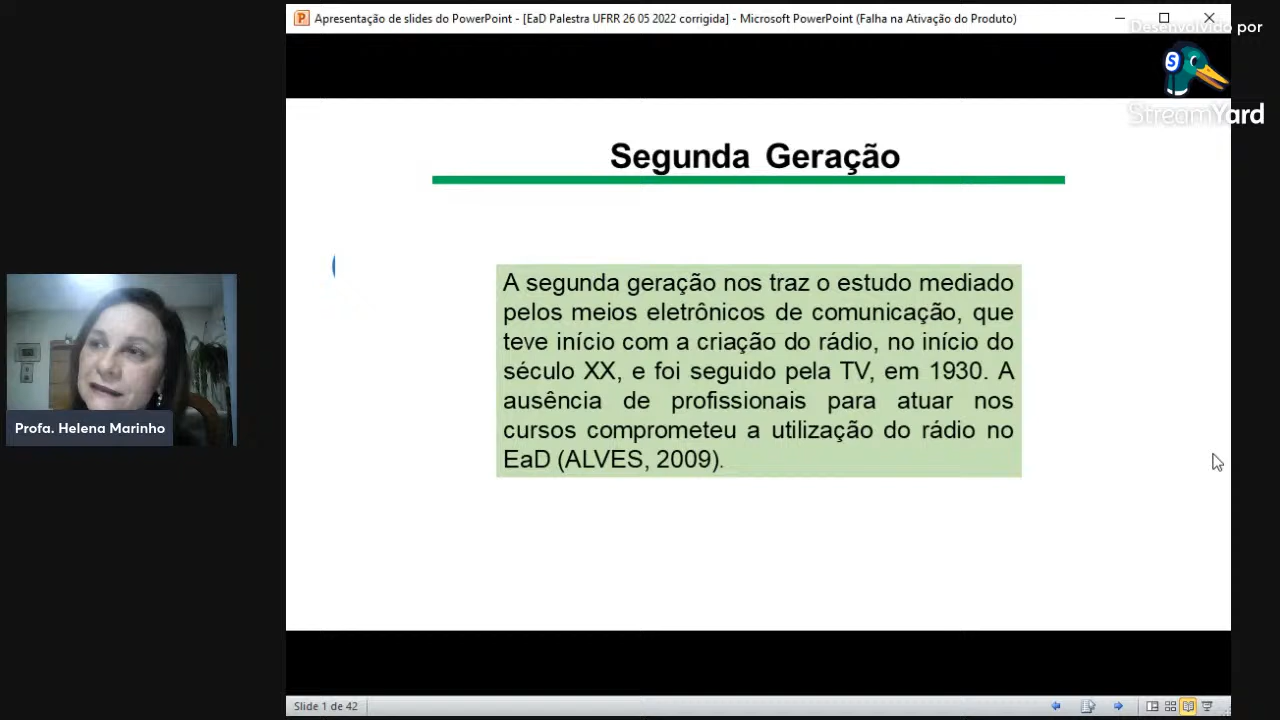 Apresentação de slides do PowerPoint - [EaD Palestra UFRR 26 05 2022 corrigida] - Microsoft PowerPoint (Falha na Ativação do Produto)
Desenvolvido por
S
StreamYard
Segunda Geração
A segunda geração nos traz o estudo mediado
pelos meios eletrônicos de comunicação, que
teve início com a criação do rádio, no início do
século XX, e foi seguido pela TV, em 1930. A
ausência de profissionais para atuar nos
cursos comprometeu a utilização do rádio no
EaD (ALVES, 2009).
Profa. Helena Marinho
Slide 1 de 42